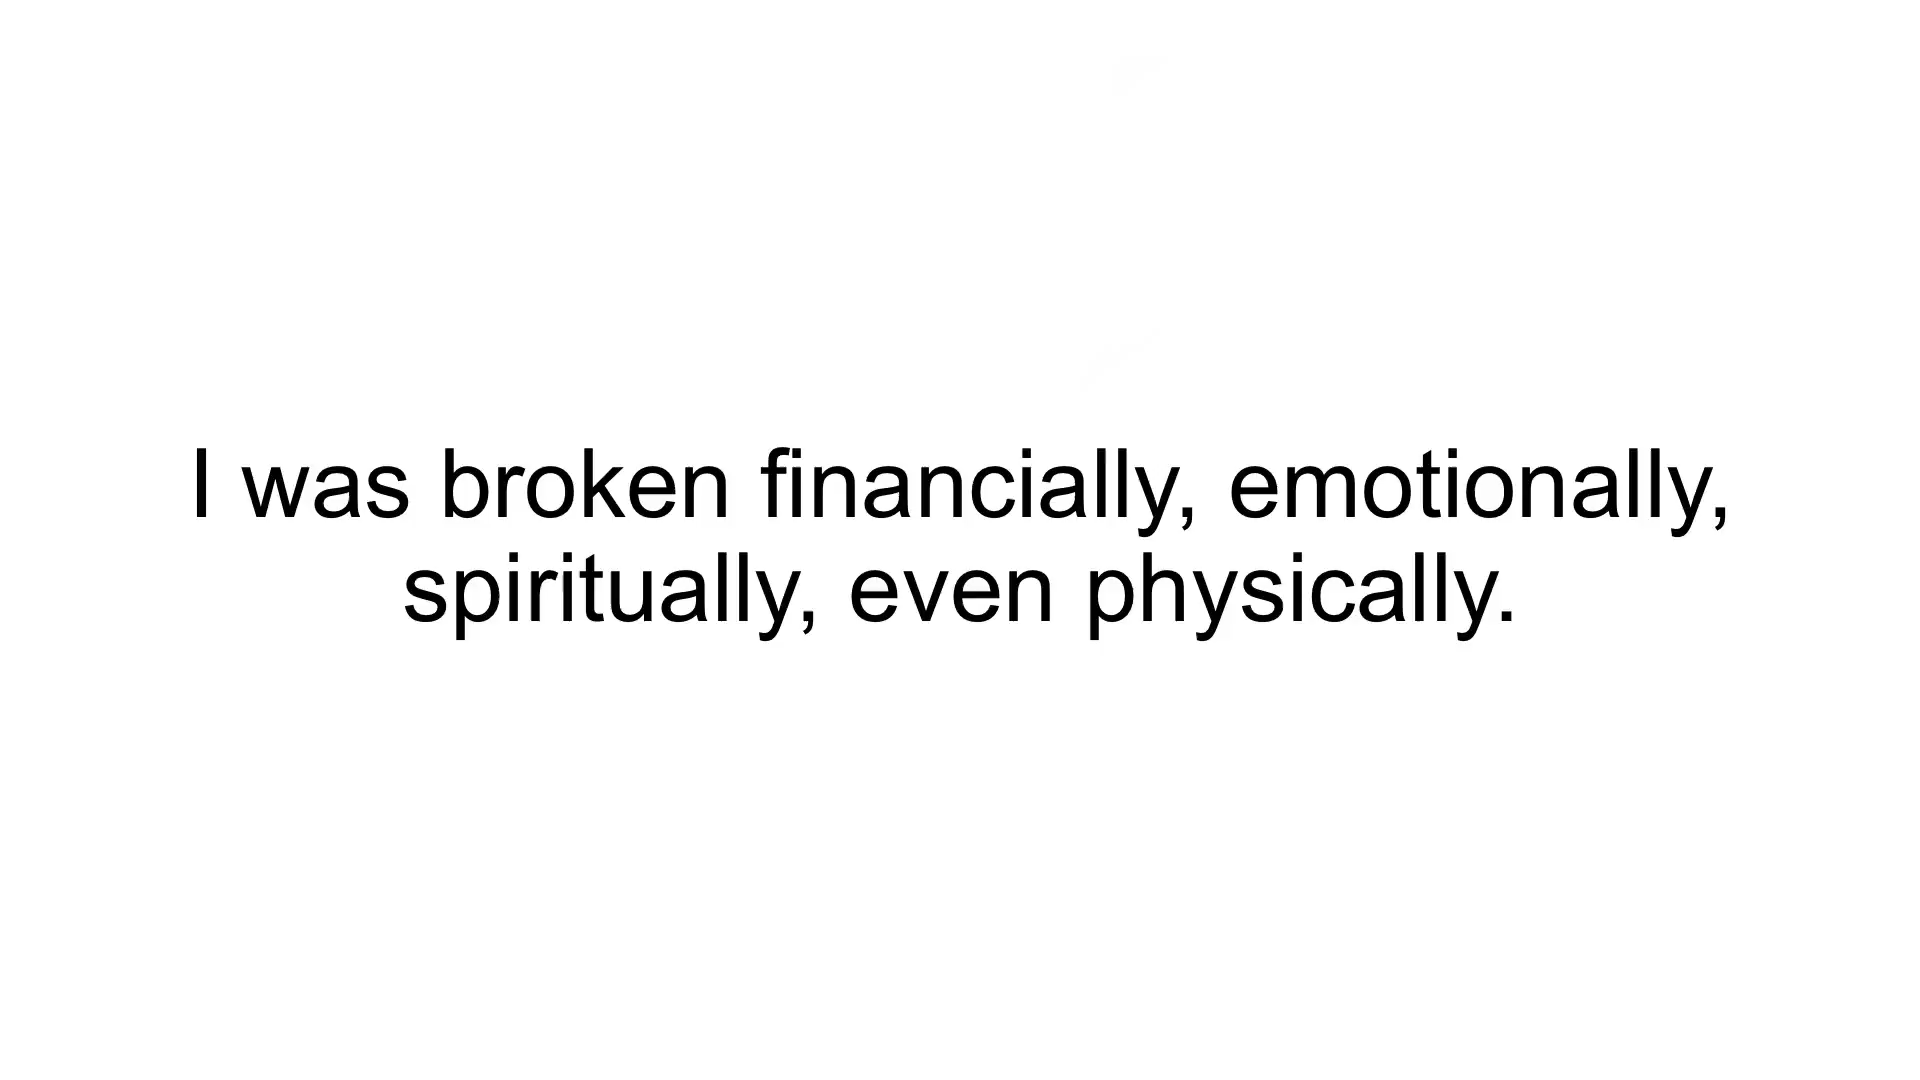 I was broken financially, emotionally,
spiritually, even physically.